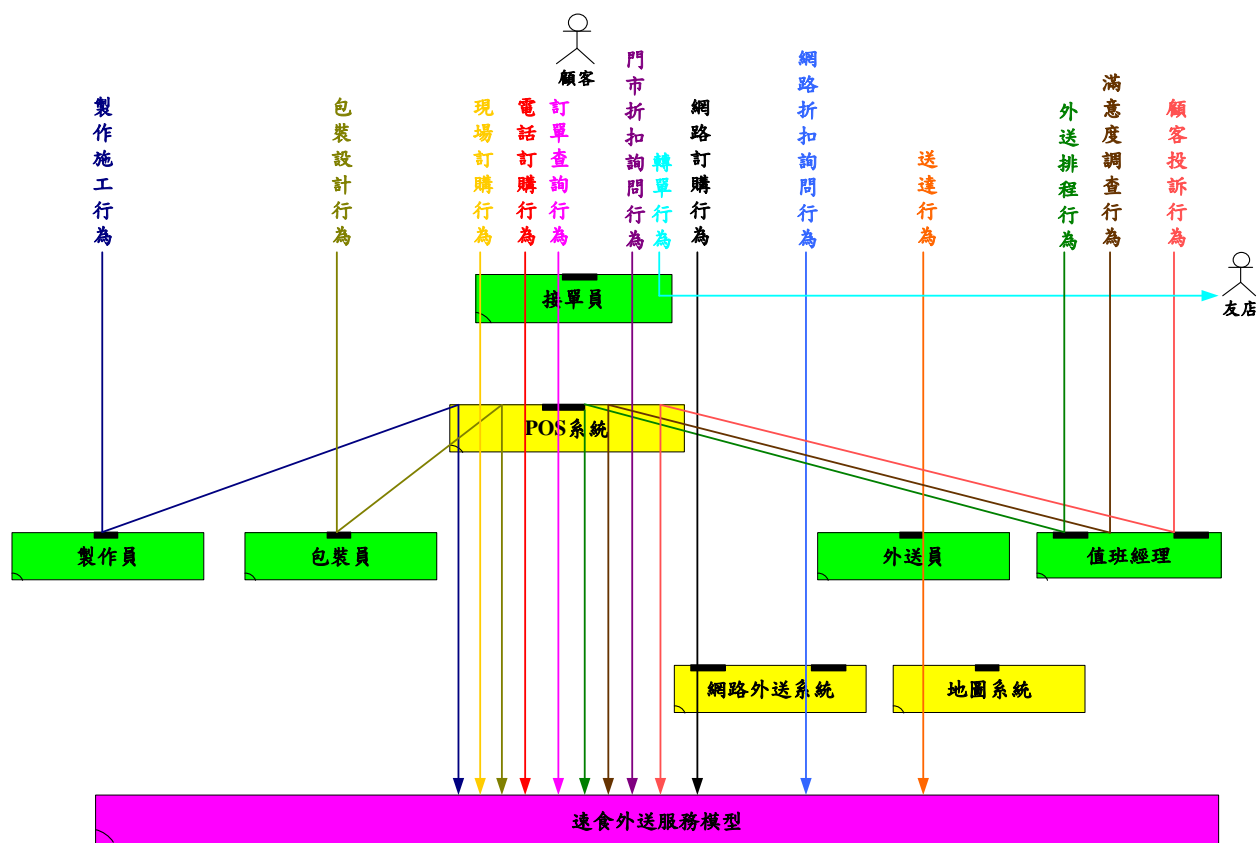 顧客
製作施工行為
包裝設計行為
現場訂購行為
電話訂購行為
訂單查詢行為
門市折扣詢問行為
轉單行為
網路訂購行為
網路折扣詢問行為
送達行為
外送排程行為
滿意度調查行為
顧客投訴行為
接單員
友店
POS系統
製作員
包裝員
外送員
值班經理
網路外送系統
地圖系統
速食外送服務模型